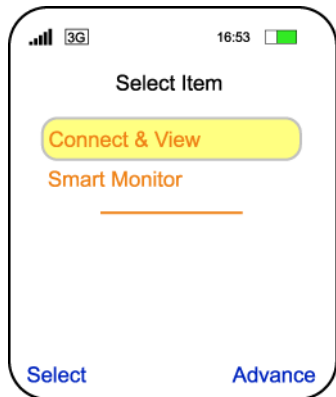 3G 16:53
Select Item
Connect & View
Smart Monitor
Select Advance